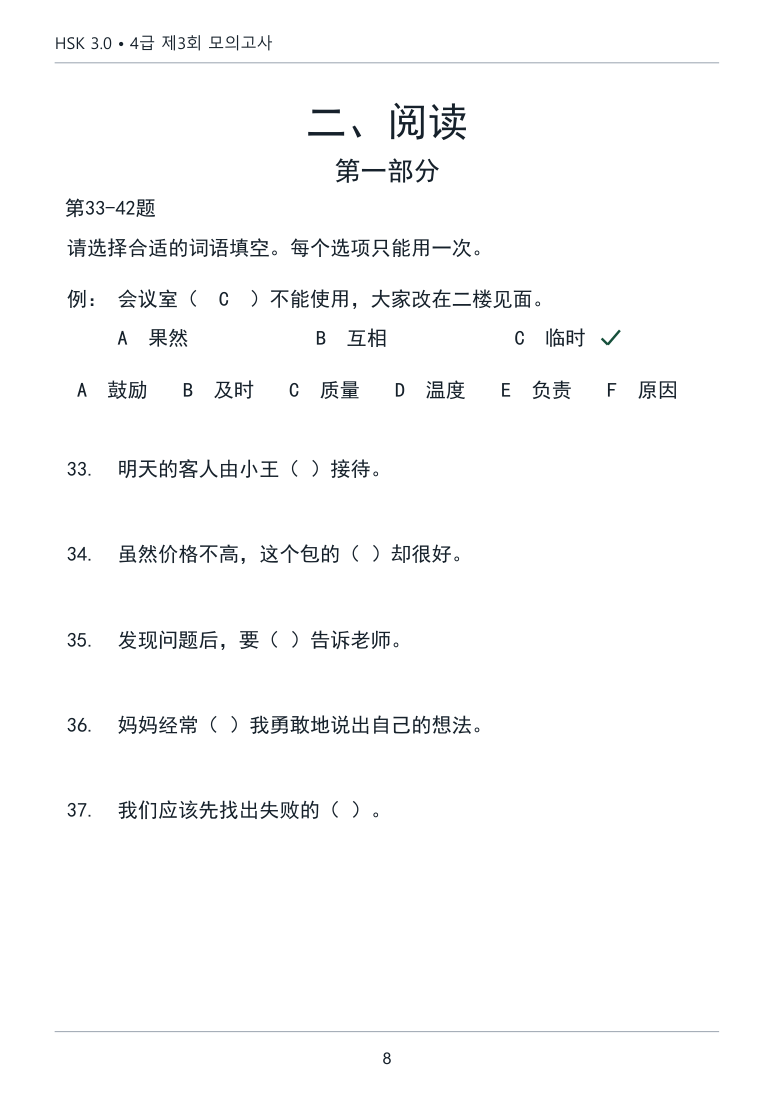 HSK 3.0 • 4급 제3회 모의고사
二、阅读
第一部分
第33-42题
请选择合适的词语填空。每个选项只能用一次。
例： 会议室（ C ）不能使用，大家改在二楼见面。
A 果然 B 互相 C 临时 ✓
A 鼓励 B 及时 C 质量 D 温度 E 负责 F 原因
33. 明天的客人由小王（ ）接待。
34. 虽然价格不高，这个包的（ ）却很好。
35. 发现问题后，要（ ）告诉老师。
36. 妈妈经常（ ）我勇敢地说出自己的想法。
37. 我们应该先找出失败的（ ）。
8